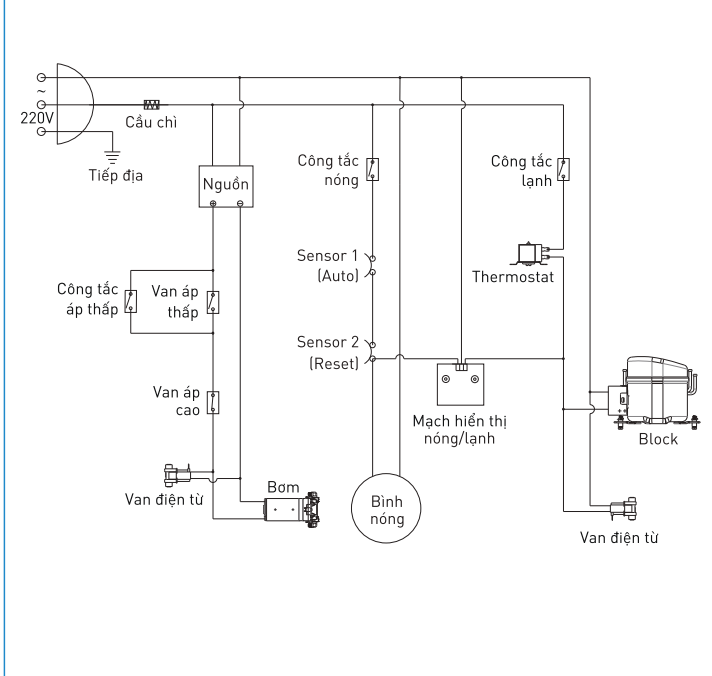 ~
220V
Cầu chì
Tiếp địa
Nguồn
Công tắc
nóng
Công tắc
lạnh
Sensor 1
(Auto)
Thermostat
Công tắc
áp thấp
Van áp
thấp
Sensor 2
(Reset)
Van áp
cao
Mạch hiển thị
nóng/lạnh
Block
Van điện từ
Bơm
Bình
nóng
Van điện từ